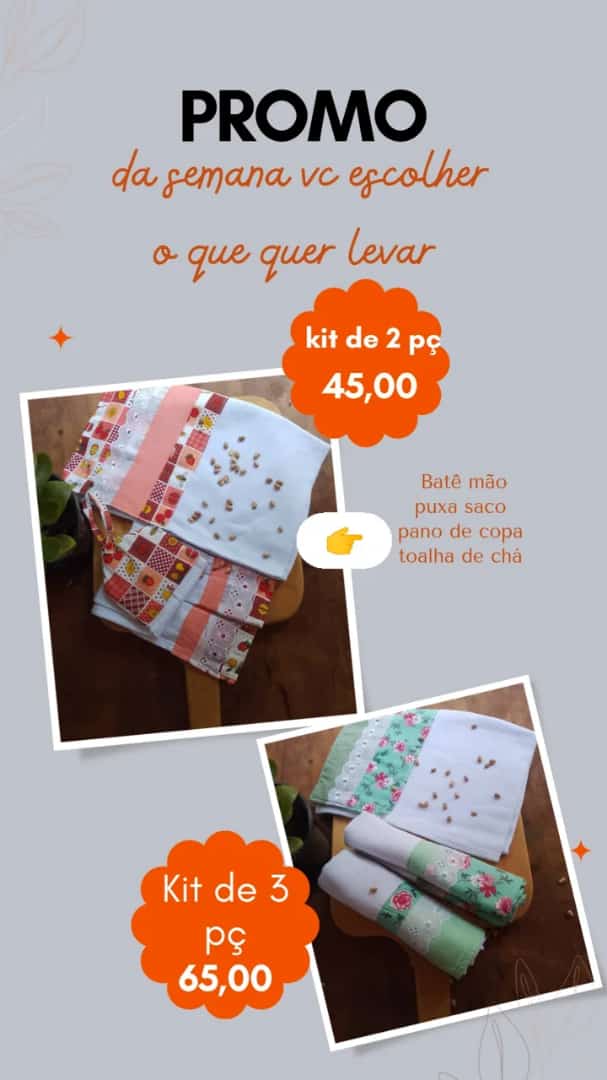 PROMO
da semana vc escolher
o que quer levar
kit de 2 pç
45,00
Batê mão
puxa saco
pano de copa
toalha de chá
Kit de 3
pç
65,00